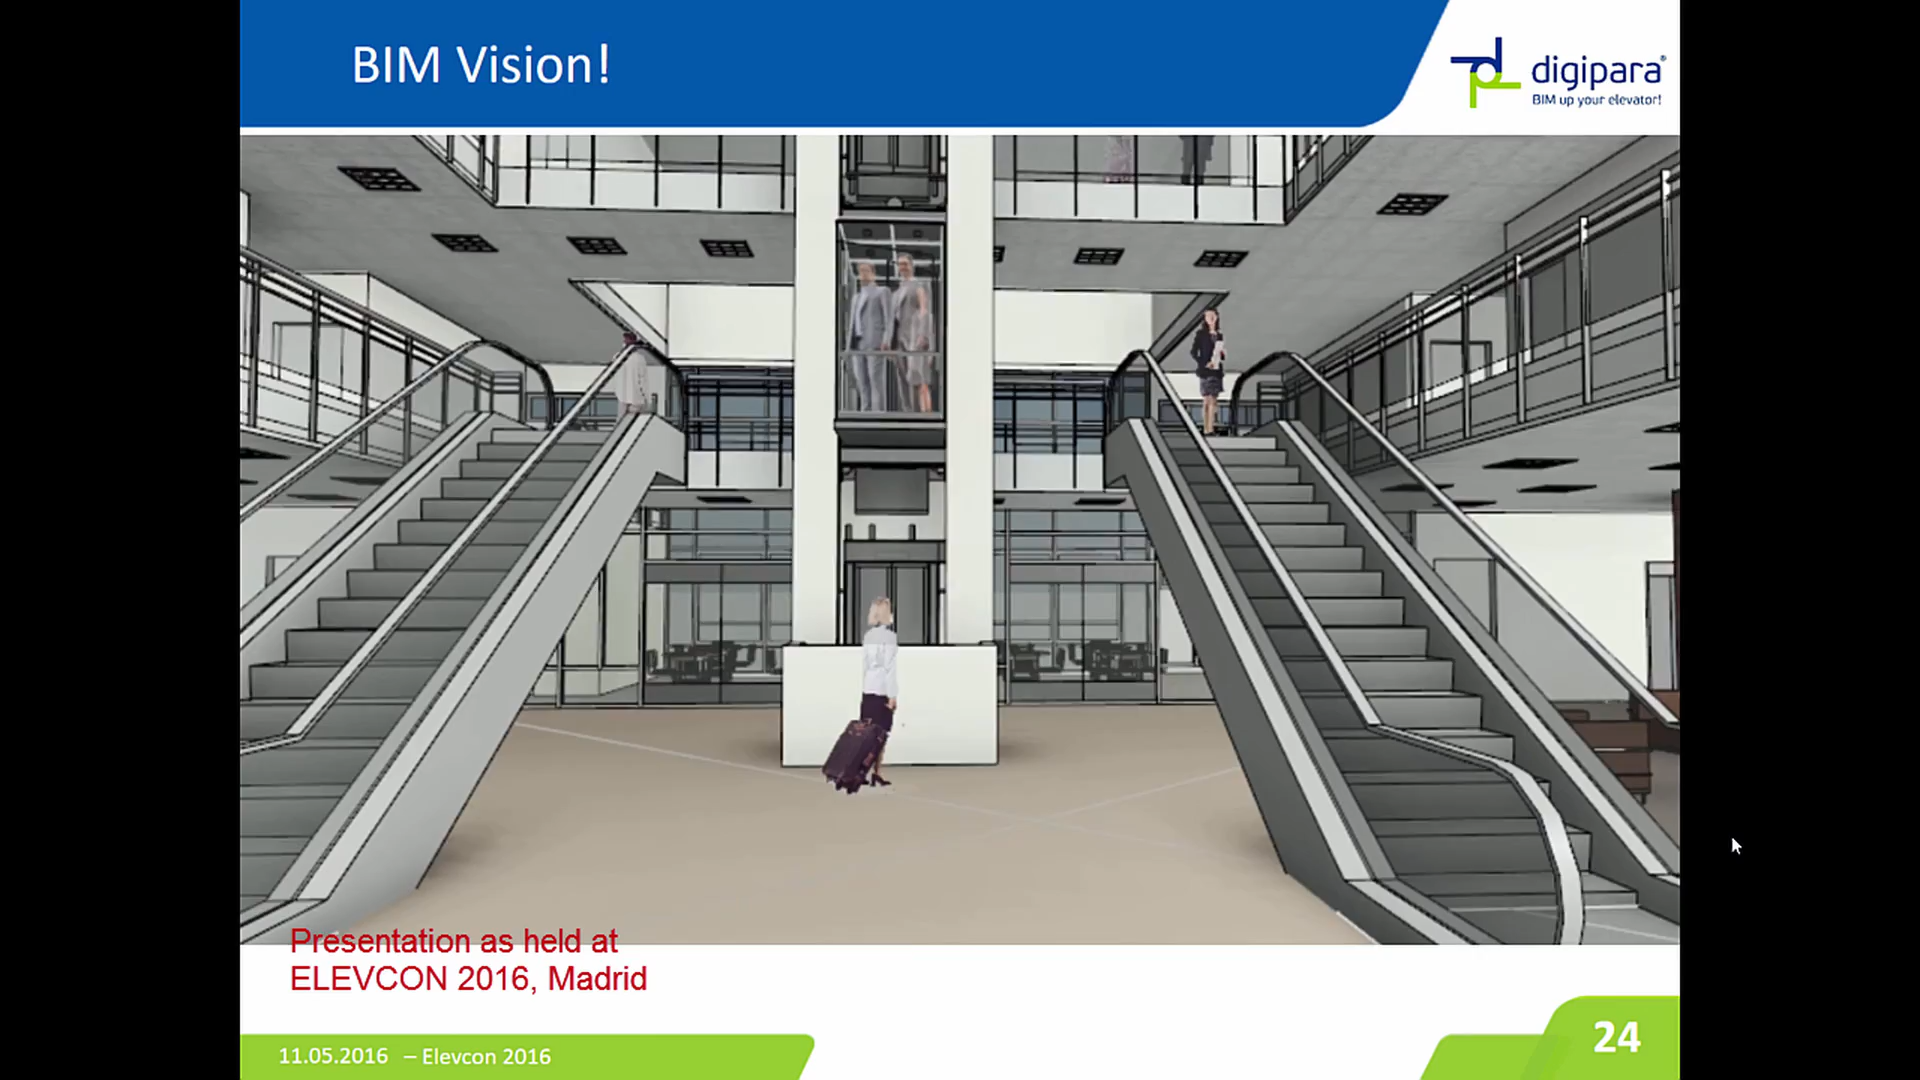 BIM Vision!
digipara®
BIM up your elevator!
Presentation as held at
ELEVCON 2016, Madrid
11.05.2016 – Elevcon 2016
24